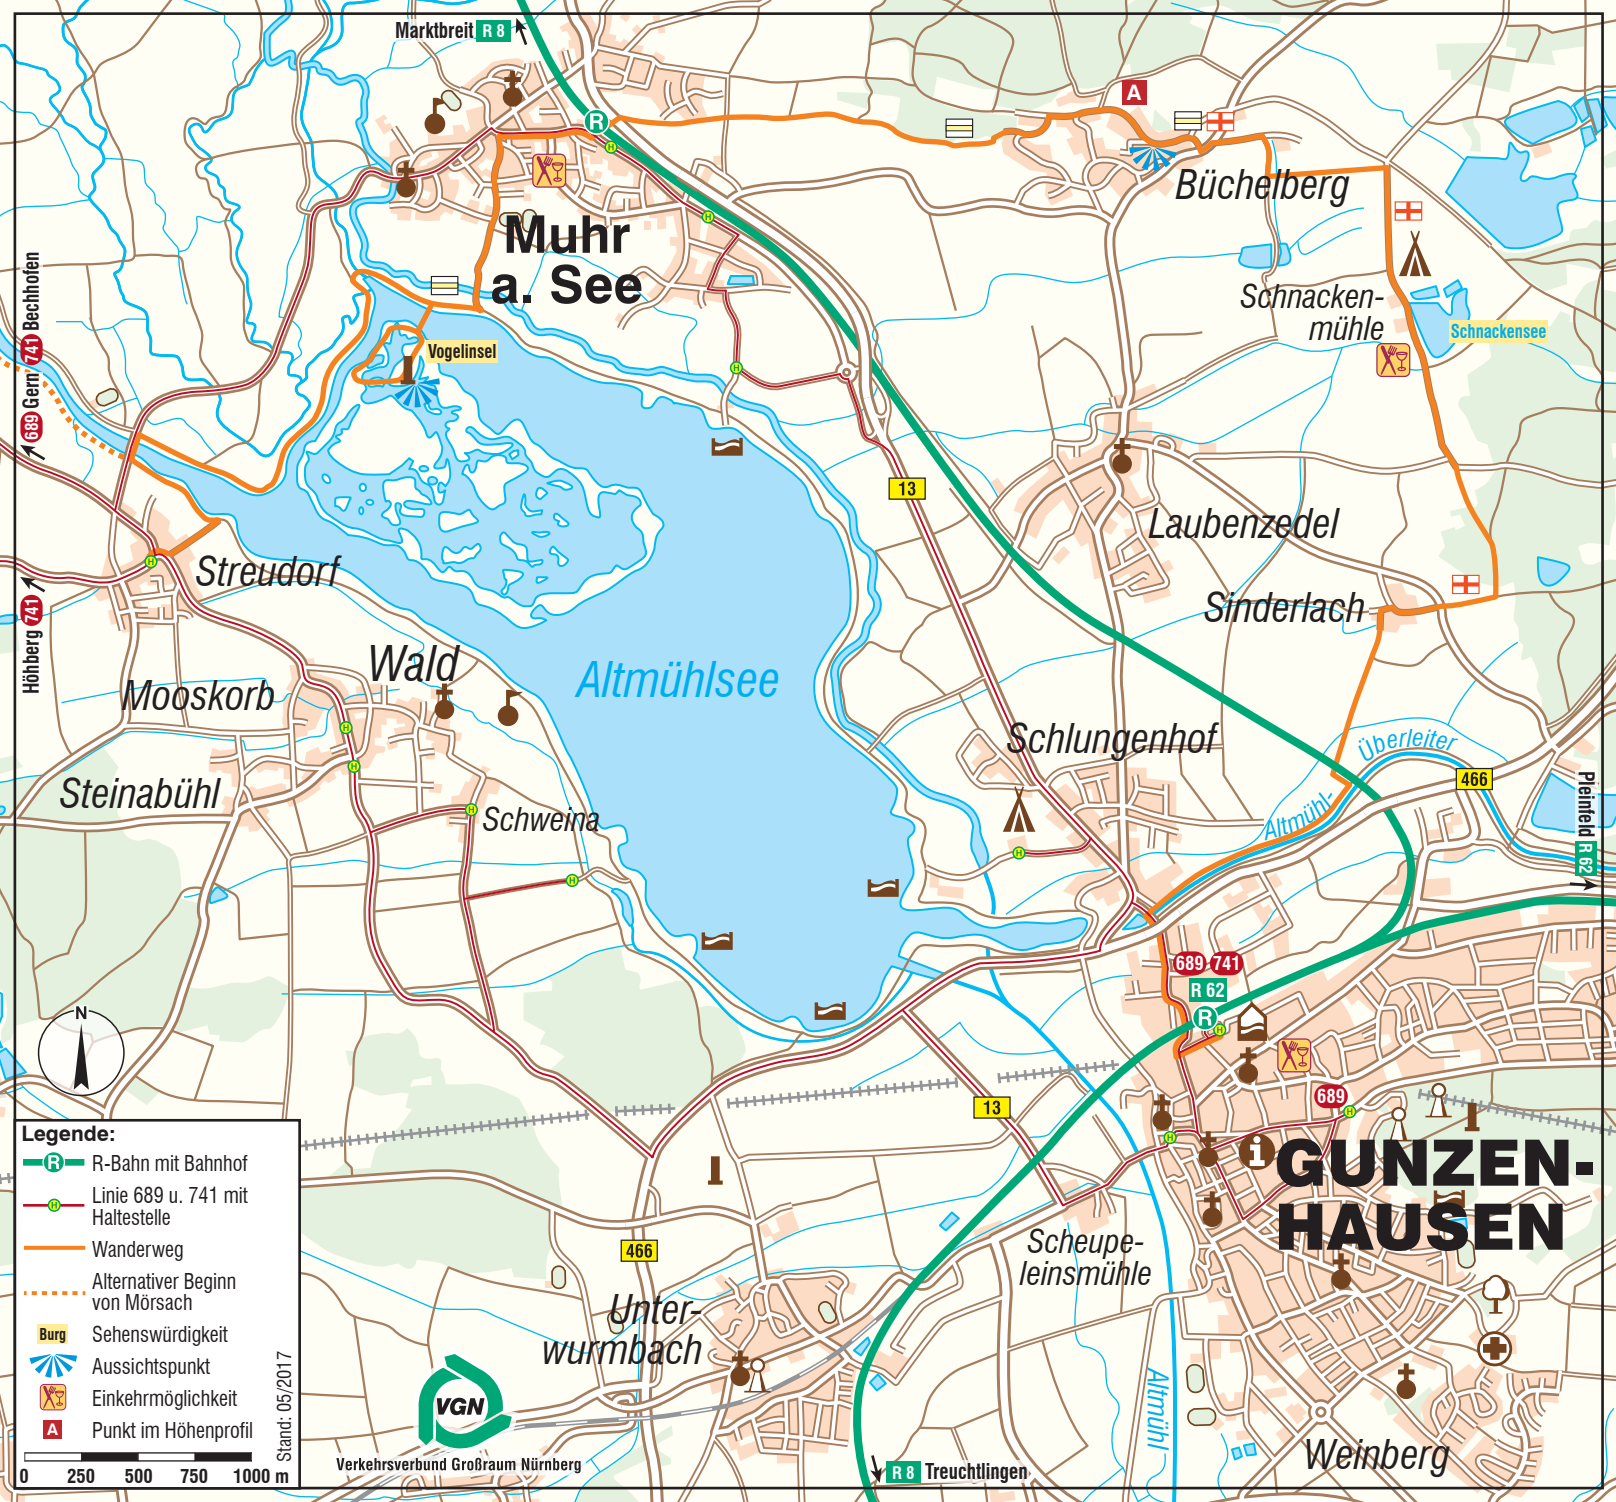 Marktbreit R 8
R
H
A
Büchelberg
Muhr
a. See
H
Bechhofen
741
Gern
689
Schnacken-
mühle
Schnackensee
Vogelinsel
H
13
Laubenzedel
Streudorf
H
Höhberg 741
Sinderlach
Wald
Altmühlsee
Mooskorb
H
Schlungenhof
Überleiter
Altmühl-
466
Steinabühl
H
H
Schweina
H
H
Pleinfeld R 62
689 741
R 62
R
H
N
13
689
H
H
i
GUNZEN-
HAUSEN
Scheupe-
leinsmühle
466
Unter-
wurmbach
Altmühl
Weinberg
Legende:
R R-Bahn mit Bahnhof
H Linie 689 u. 741 mit
Haltestelle
Wanderweg
Alternativer Beginn
von Mörsach
Burg Sehenswürdigkeit
Aussichtspunkt
Einkehrmöglichkeit
A Punkt im Höhenprofil
0 250 500 750 1000 m
Stand: 05/2017
VGN
Verkehrsverbund Großraum Nürnberg
R 8 Treuchtlingen